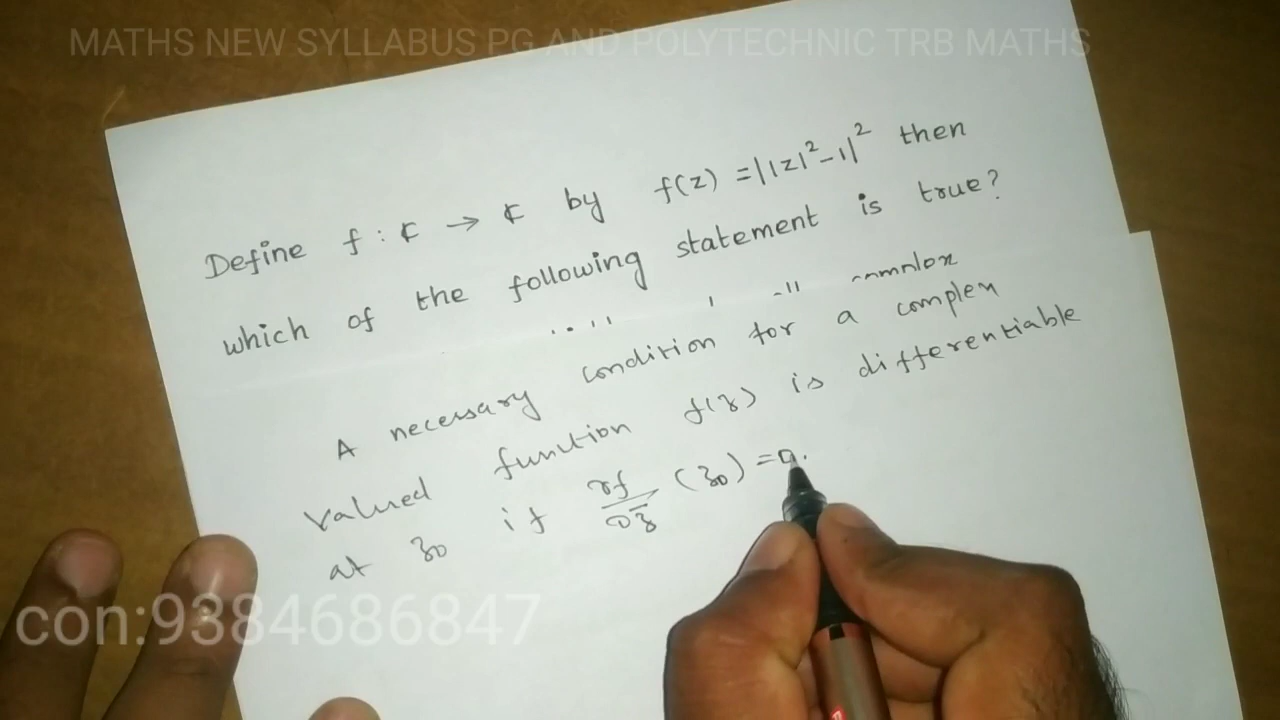 MATHS NEW SYLLABUS PG AND POLYTECHNIC TRB MATHS
Define f : ₵ → ₵ by f(z) = ||z|² - 1|² then
which of the following statement is true?
A necessary condition for a complex
valued function f(z) is differentiable
at z₀ if ∂f/∂z̄ (z₀) = 0.
con:9384686847